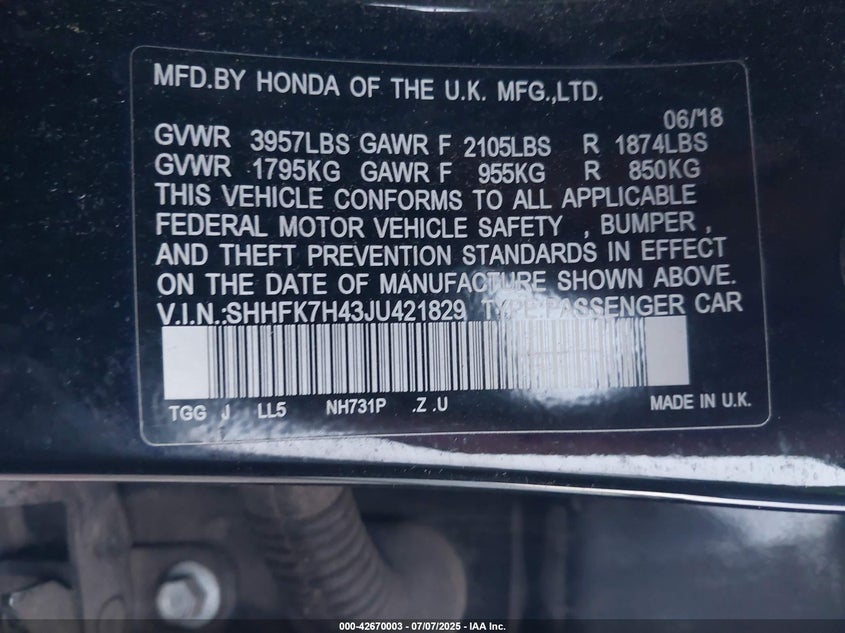 MFD.BY HONDA OF THE U.K. MFG.,LTD.
06/18
GVWR 3957LBS GAWR F 2105LBS R 1874LBS
GVWR 1795KG GAWR F 955KG R 850KG
THIS VEHICLE CONFORMS TO ALL APPLICABLE
FEDERAL MOTOR VEHICLE SAFETY , BUMPER ,
AND THEFT PREVENTION STANDARDS IN EFFECT
ON THE DATE OF MANUFACTURE SHOWN ABOVE.
V.I.N.:SHHFK7H43JU421829 TYPE:PASSENGER CAR
TGG J LL5 NH731P .Z .U MADE IN U.K.
000-42670003 / 07/07/2025 - IAA Inc.